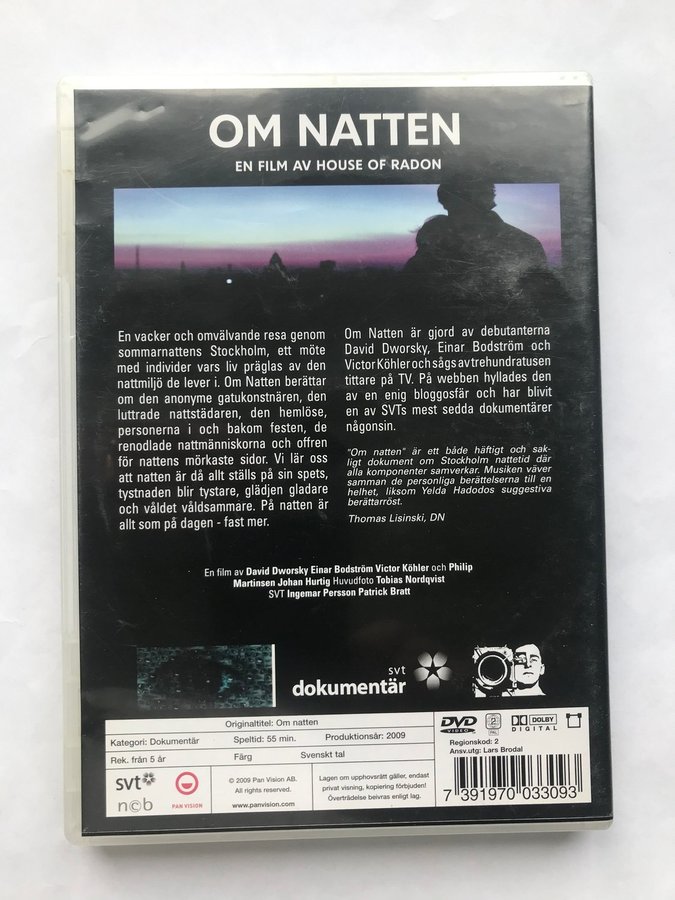 OM NATTEN
EN FILM AV HOUSE OF RADON
En vacker och omvälvande resa genom
sommarnattens Stockholm, ett möte
med individer vars liv präglas av den
nattmiljö de lever i. Om Natten berättar
om den anonyme gatukonstnären, den
luttrade nattstädaren, den hemlöse,
personerna i och bakom festen, de
renodlade nattmänniskorna och offren
för nattens mörkaste sidor. Vi lär oss
att natten är då allt ställs på sin spets,
tystnaden blir tystare, glädjen gladare
och våldet våldsammare. På natten är
allt som på dagen - fast mer.
Om Natten är gjord av debutanterna
David Dworsky, Einar Bodström och
Victor Köhler och sågs av trehundratusen
tittare på TV. På webben hyllades den
av en enig bloggosfär och har blivit
en av SVTs mest sedda dokumtärer
någonsin.
"Om natten" är ett både häftigt och sak-
ligt dokument om Stockholm nattetid där
alla komponenter samverkar. Musiken väver
samman de personliga berättelserna till en
helhet, liksom Yelda Hadodos suggestiva
berättarröst.
Thomas Lisinski, DN
En film av David Dworsky Einar Bodström Victor Köhler och Philip
Martinsen Johan Hurtig Huvudfoto Tobias Nordqvist
SVT Ingemar Persson Patrick Bratt
svt
dokumentär
Originaltitel: Om natten
Kategori: Dokumentär
Speltid: 55 min.
Produktionsår: 2009
Rek. från 5 år
Färg
Svenskt tal
svt
ncb
PAN VISION
© 2009 Pan Vision AB.
All rights reserved.
www.panvision.com
Lagen om upphovsrätt gäller, endast
privat visning, kopiering förbjuden!
Överträdelse beivras enligt lag.
DVD
VIDEO
2
PAL
DOLBY
DIGITAL
Regionskod: 2
Ansv.utg: Lars Brodal
7 391970 033093